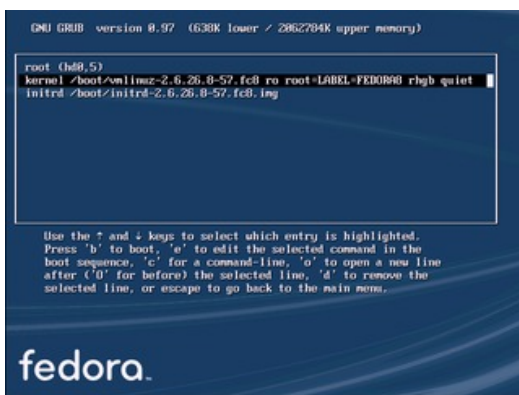 GNU GRUB version 0.97 (638K lower / 2062784K upper memory)
root (hd0,5)
kernel /boot/vmlinuz-2.6.26.8-57.fc8 ro root=LABEL=FEDORA8 rhgb quiet
initrd /boot/initrd-2.6.26.8-57.fc8.img
Use the ↑ and ↓ keys to select which entry is highlighted.
Press 'b' to boot, 'e' to edit the selected command in the
boot sequence, 'c' for a command-line, 'o' to open a new line
after ('O' for before) the selected line, 'd' to remove the
selected line, or escape to go back to the main menu.
fedora